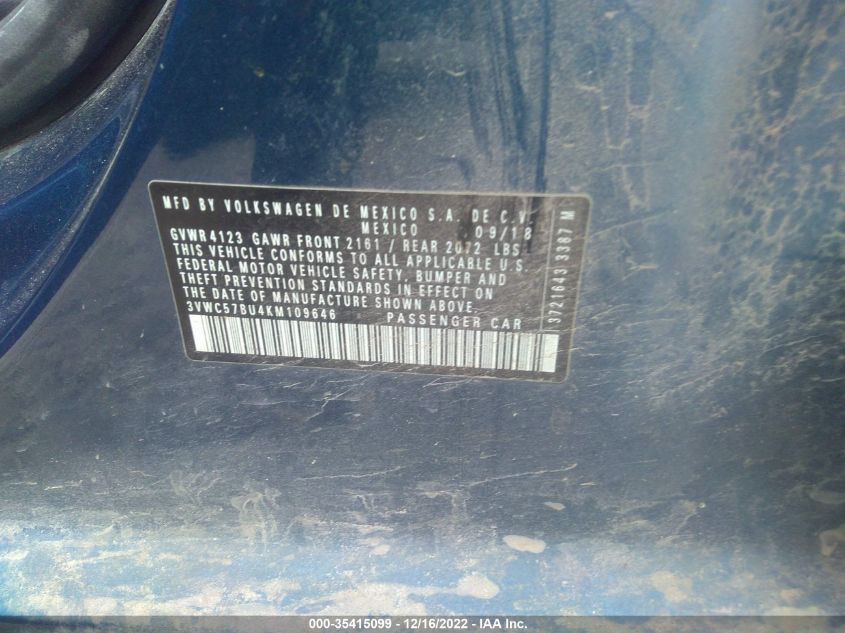 MFD BY VOLKSWAGEN DE MEXICO S.A. DE C.V.
MEXICO 09/18
GVWR 4123 GAWR FRONT 2161 / REAR 2072 LBS
THIS VEHICLE CONFORMS TO ALL APPLICABLE U.S.
FEDERAL MOTOR VEHICLE SAFETY, BUMPER AND
THEFT PREVENTION STANDARDS IN EFFECT ON
THE DATE OF MANUFACTURE SHOWN ABOVE.
3VWC57BU4KM109646 PASSENGER CAR
3721643 3387 M
000-35415099 - 12/16/2022 - IAA Inc.